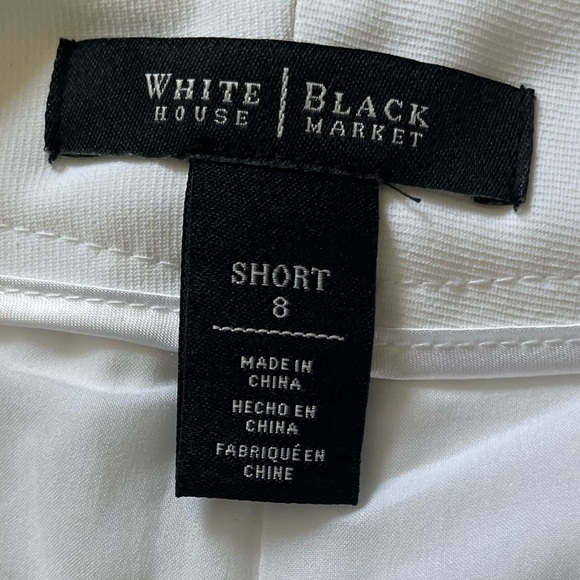 WHITE | BLACK
HOUSE | MARKET
SHORT
8
MADE IN
CHINA
HECHO EN
CHINA
FABRIQUÉ EN
CHINE